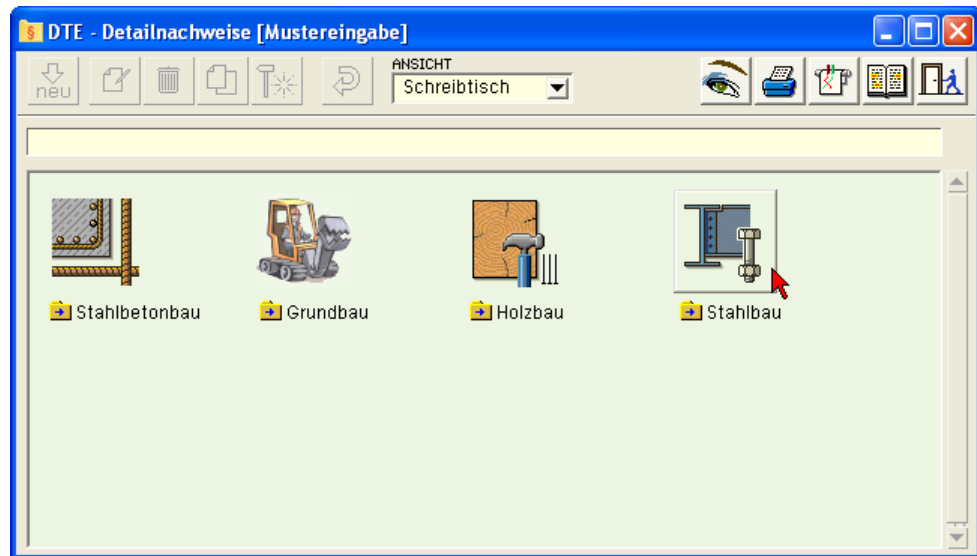 DTE - Detailnachweise [Mustereingabe]
neu
ANSICHT
Schreibtisch
Stahlbetonbau
Grundbau
Holzbau
Stahlbau